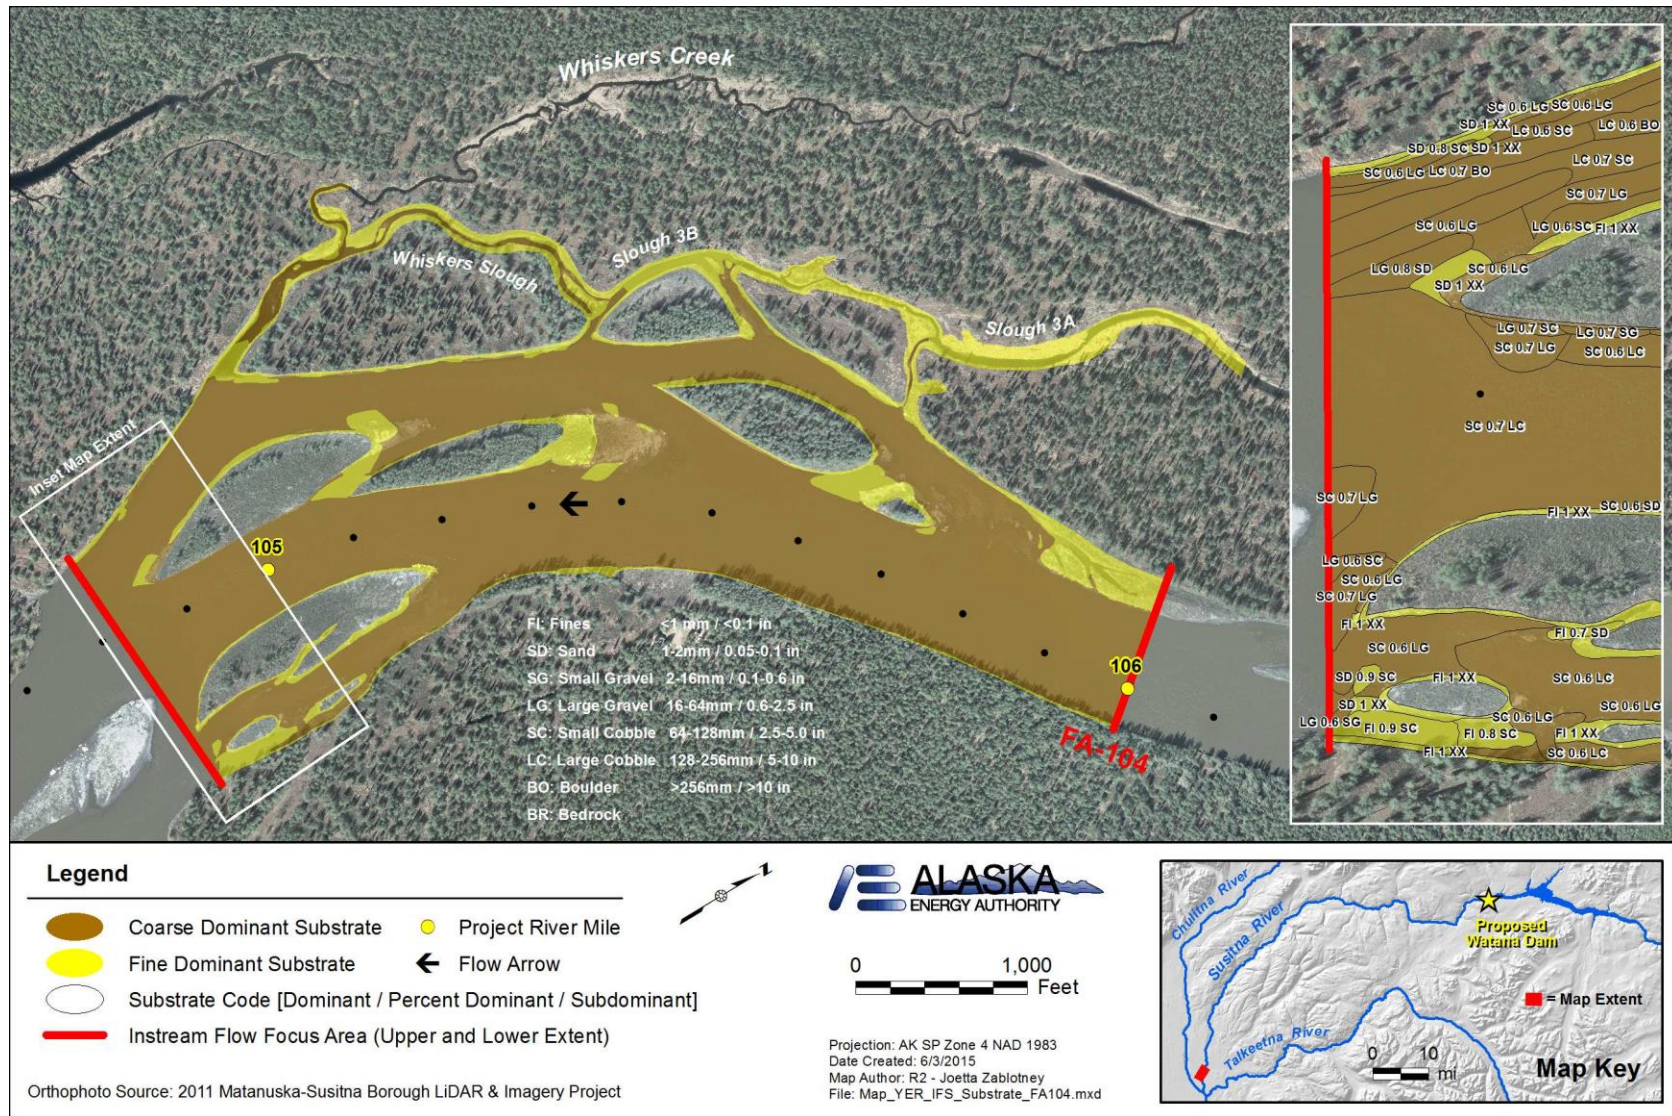 Whiskers Creek
Whiskers Slough
Slough 3B
Slough 3A
Inset Map Extent
105
106
FA-104
FI: Fines <1 mm / <0.1 in
SD: Sand 1-2mm / 0.05-0.1 in
SG: Small Gravel 2-16mm / 0.1-0.6 in
LG: Large Gravel 16-64mm / 0.6-2.5 in
SC: Small Cobble 64-128mm / 2.5-5.0 in
LC: Large Cobble 128-256mm / 5-10 in
BO: Boulder >256mm / >10 in
BR: Bedrock
SC 0.6 LG SC 0.6 LG
SD 1 XX LC 0.6 SC LC 0.6 BO
SD 0.8 SC SD 1 XX
SC 0.6 LG LC 0.7 BO LC 0.7 SC
SC 0.7 LG
SC 0.6 LG LG 0.6 SC FI 1 XX
LG 0.8 SD SC 0.6 LG
SD 1 XX
LG 0.7 SC LG 0.7 SG
SC 0.7 LG SC 0.6 LC
SC 0.7 LC
SC 0.7 LG
FI 1 XX SC 0.6 SD
LG 0.6 SC
SC 0.6 LG
SC 0.7 LG
FI 1 XX FI 0.7 SD
SC 0.6 LG
SD 0.9 SC FI 1 XX SC 0.6 LC
SD 1 XX SC 0.6 LG
LG 0.6 SG FI 0.9 SC SC 0.6 LG
FI 0.8 SC FI 1 XX
FI 1 XX SC 0.6 LC
Legend
Coarse Dominant Substrate
Fine Dominant Substrate
Substrate Code [Dominant / Percent Dominant / Subdominant]
Instream Flow Focus Area (Upper and Lower Extent)
Project River Mile
Flow Arrow
Orthophoto Source: 2011 Matanuska-Susitna Borough LiDAR & Imagery Project
Z
ALASKA
ENERGY AUTHORITY
0 1,000
Feet
Projection: AK SP Zone 4 NAD 1983
Date Created: 6/3/2015
Map Author: R2 - Joetta Zablotney
File: Map_YER_IFS_Substrate_FA104.mxd
Chulitna River
Susitna River
Talkeetna River
Proposed
Watana Dam
= Map Extent
0 10
mi
Map Key